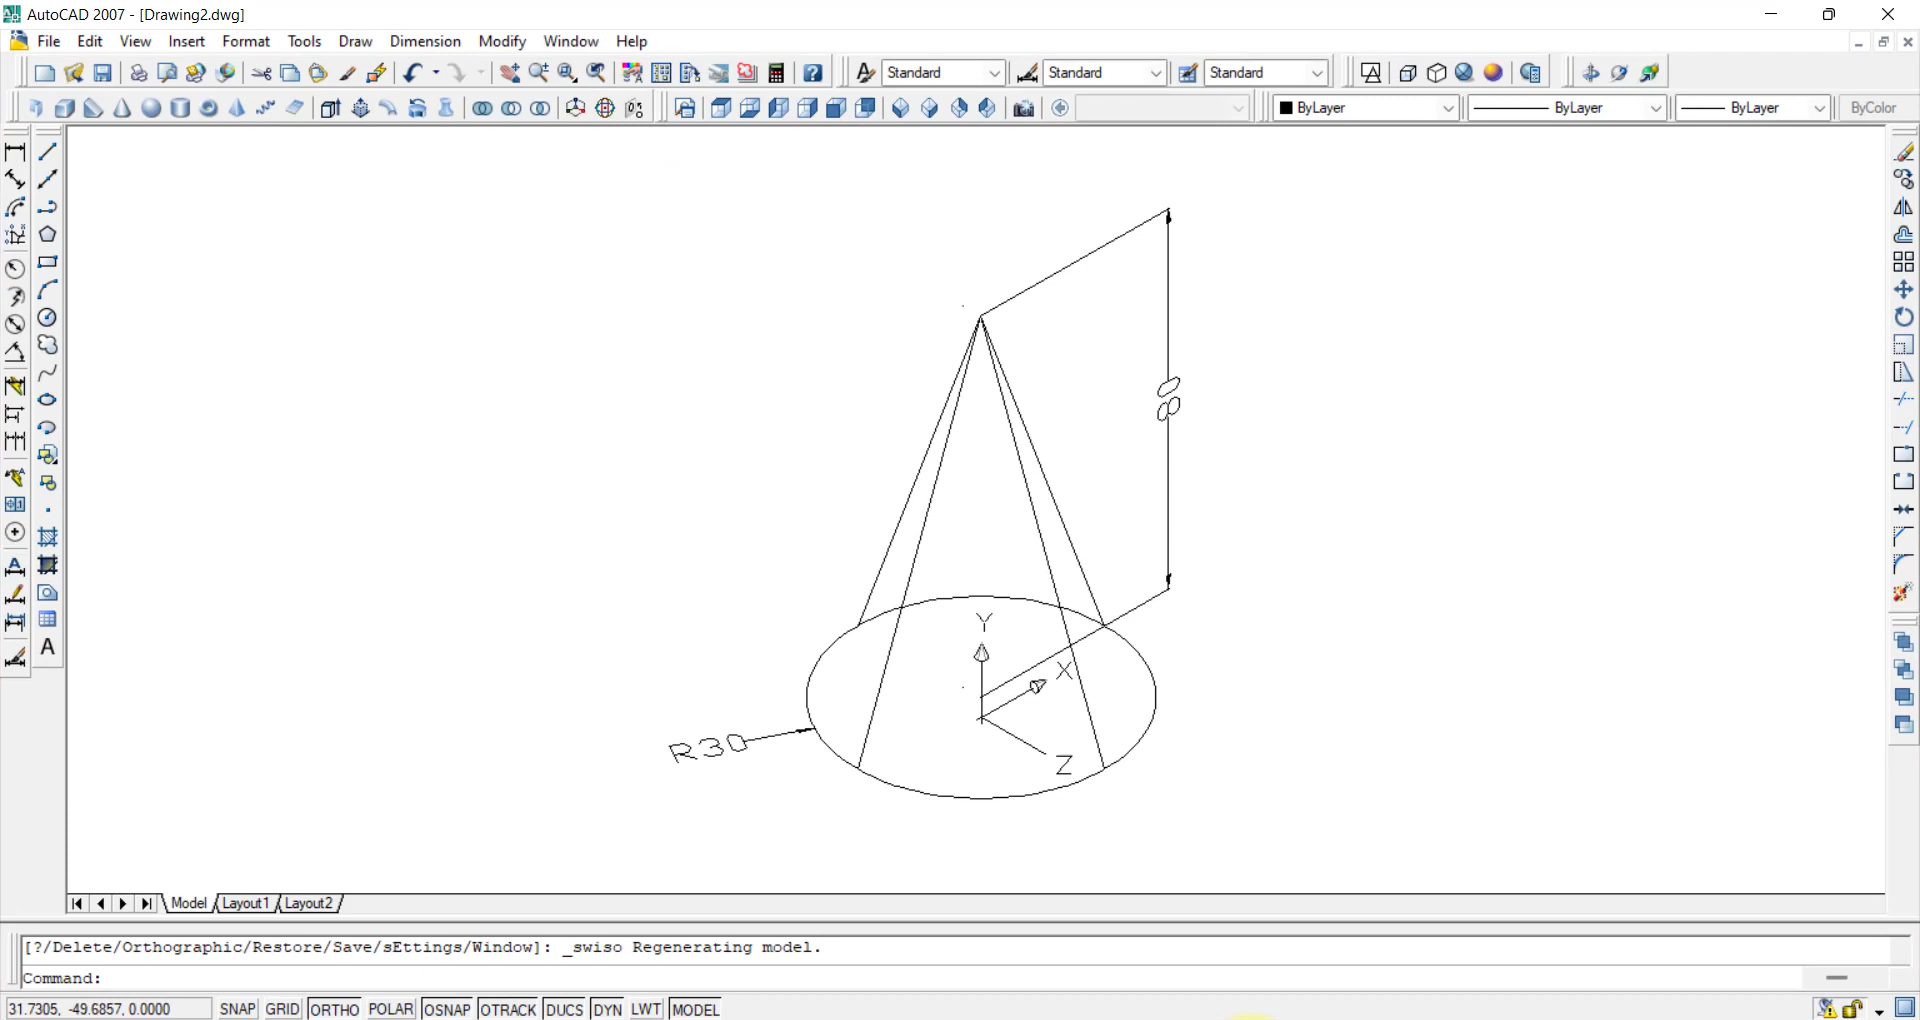 AutoCAD 2007 - [Drawing2.dwg]
File Edit View Insert Format Tools Draw Dimension Modify Window Help
Standard Standard Standard
ByLayer ByLayer ByLayer ByColor
80
Y
X
Z
R30
A
Model Layout1 Layout2
[?/Delete/Orthographic/Restore/Save/sEttings/Window]: _swiso Regenerating model.
Command:
31.7305, -49.6857, 0.0000 SNAP GRID ORTHO POLAR OSNAP OTRACK DUCS DYN LWT MODEL